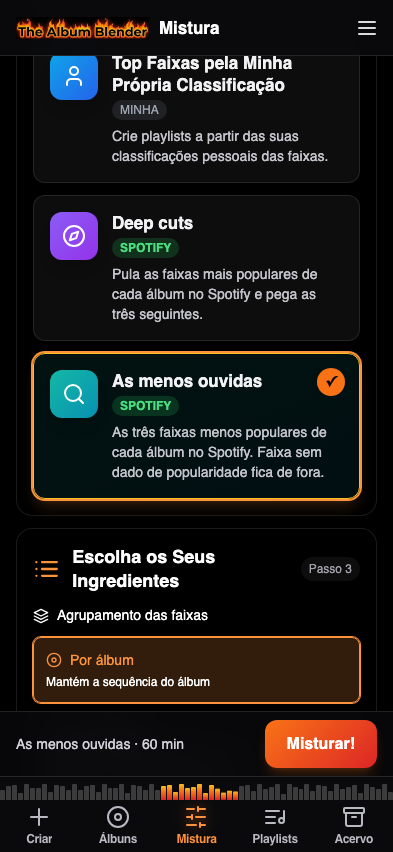 The Album Blender Mistura
Top Faixas pela Minha
Própria Classificação
MINHA
Crie playlists a partir das suas
classificações pessoais das faixas.
Deep cuts
SPOTIFY
Pula as faixas mais populares de
cada álbum no Spotify e pega as
três seguintes.
As menos ouvidas
SPOTIFY
As três faixas menos populares de
cada álbum no Spotify. Faixa sem
dado de popularidade fica de fora.
Escolha os Seus
Ingredientes
Passo 3
Agrupamento das faixas
Por álbum
Mantém a sequência do álbum
As menos ouvidas · 60 min
Misturar!
Criar Álbuns Mistura Playlists Acervo